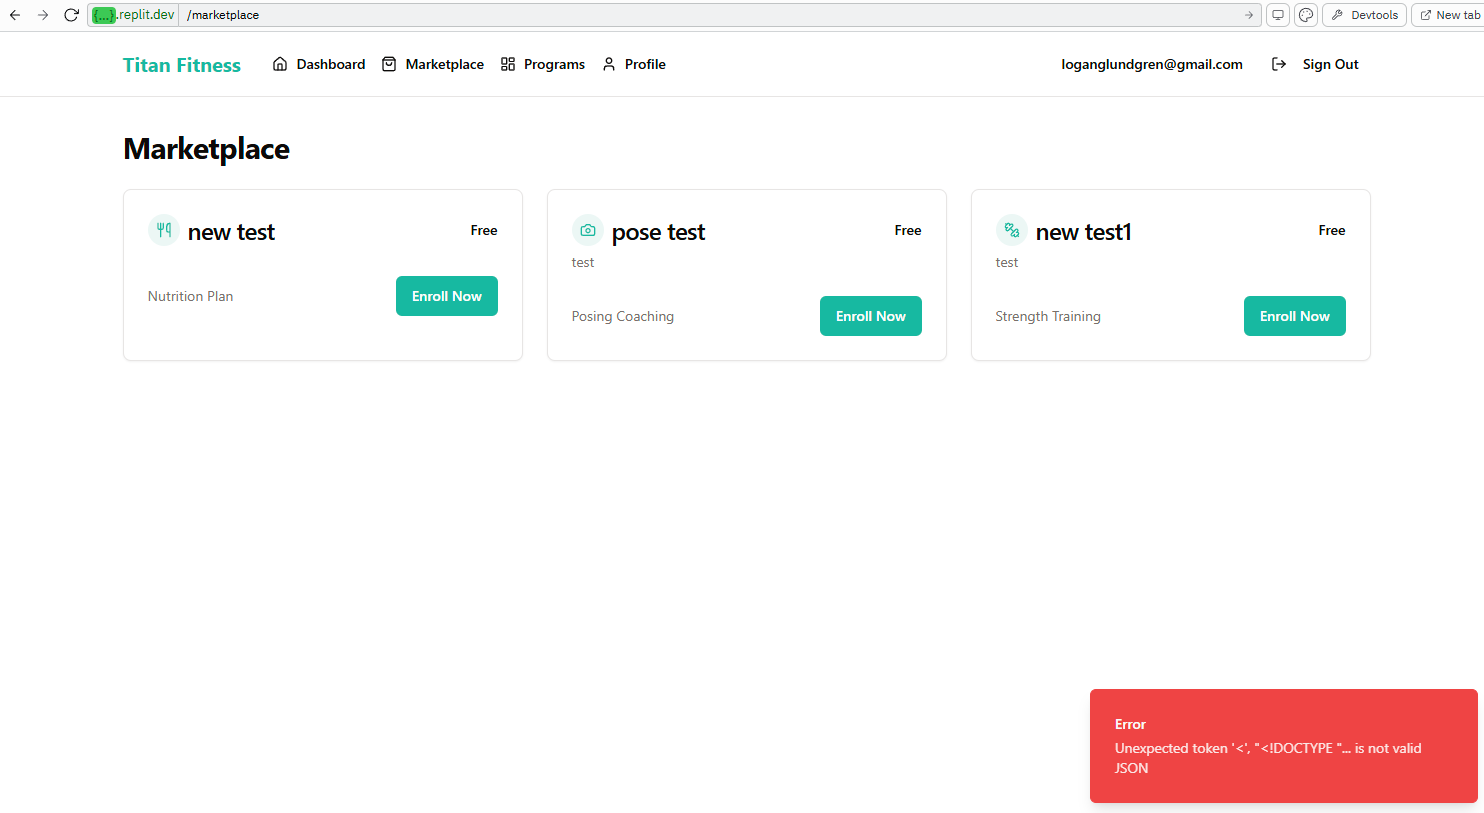 {...}.replit.dev /marketplace Devtools New tab
Titan Fitness Dashboard Marketplace Programs Profile loganglundgren@gmail.com Sign Out
Marketplace
new test Free
Nutrition Plan Enroll Now
pose test Free
test
Posing Coaching Enroll Now
new test1 Free
test
Strength Training Enroll Now
Error
Unexpected token '<', "<!DOCTYPE "... is not valid
JSON